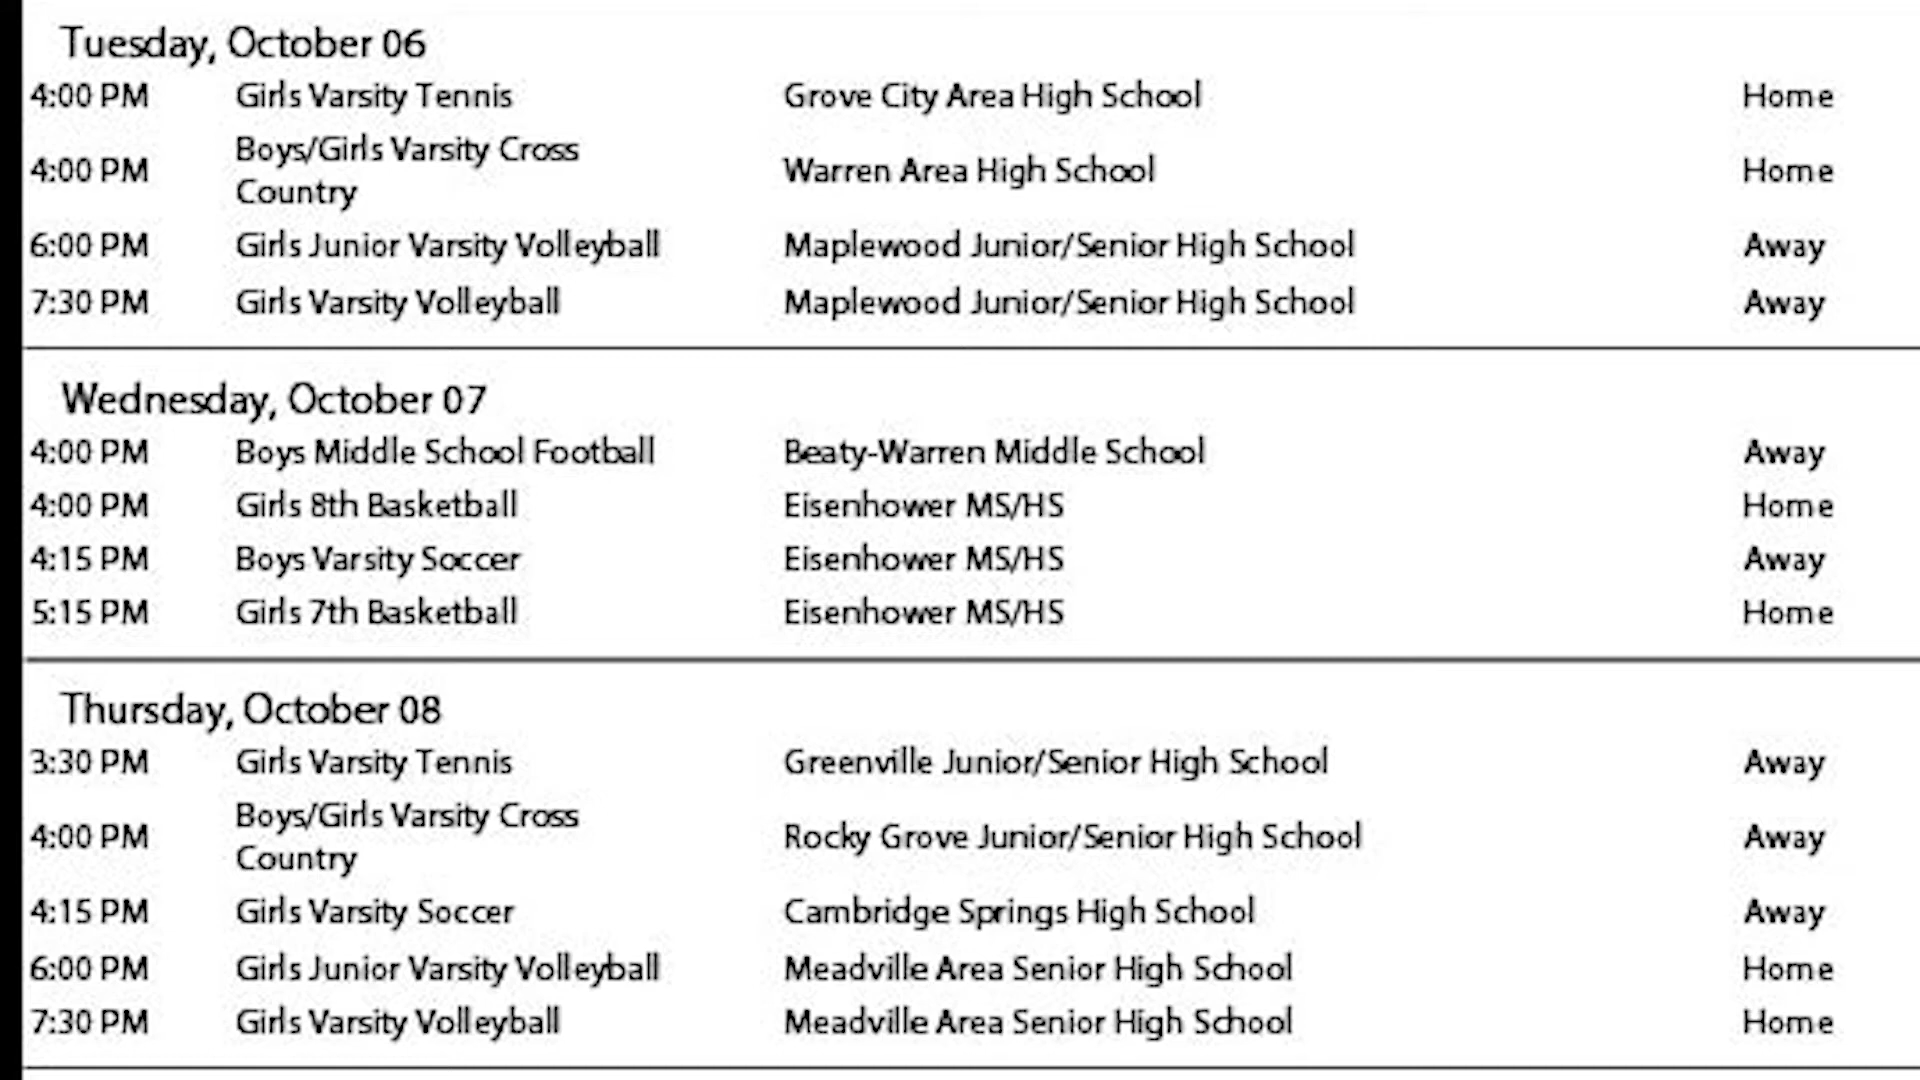 Tuesday, October 06
4:00 PM Girls Varsity Tennis Grove City Area High School Home
4:00 PM Boys/Girls Varsity Cross Country Warren Area High School Home
6:00 PM Girls Junior Varsity Volleyball Maplewood Junior/Senior High School Away
7:30 PM Girls Varsity Volleyball Maplewood Junior/Senior High School Away
Wednesday, October 07
4:00 PM Boys Middle School Football Beaty-Warren Middle School Away
4:00 PM Girls 8th Basketball Eisenhower MS/HS Home
4:15 PM Boys Varsity Soccer Eisenhower MS/HS Away
5:15 PM Girls 7th Basketball Eisenhower MS/HS Home
Thursday, October 08
3:30 PM Girls Varsity Tennis Greenville Junior/Senior High School Away
4:00 PM Boys/Girls Varsity Cross Country Rocky Grove Junior/Senior High School Away
4:15 PM Girls Varsity Soccer Cambridge Springs High School Away
6:00 PM Girls Junior Varsity Volleyball Meadville Area Senior High School Home
7:30 PM Girls Varsity Volleyball Meadville Area Senior High School Home